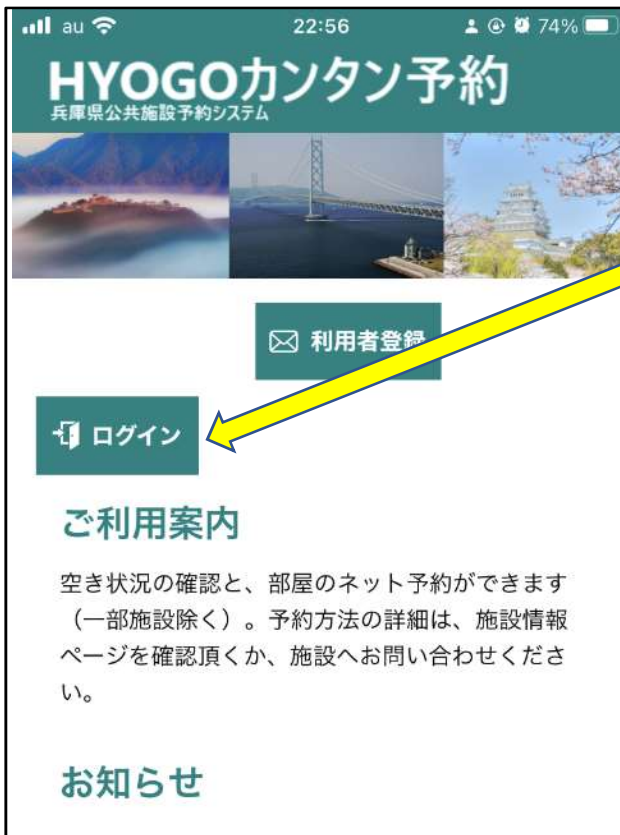 au 22:56 74%
HYOGOカンタン予約
兵庫県公共施設予約システム
利用者登録
ログイン
ご利用案内
空き状況の確認と、部屋のネット予約ができます
（一部施設除く）。予約方法の詳細は、施設情報
ページを確認頂くか、施設へお問い合わせくださ
い。
お知らせ